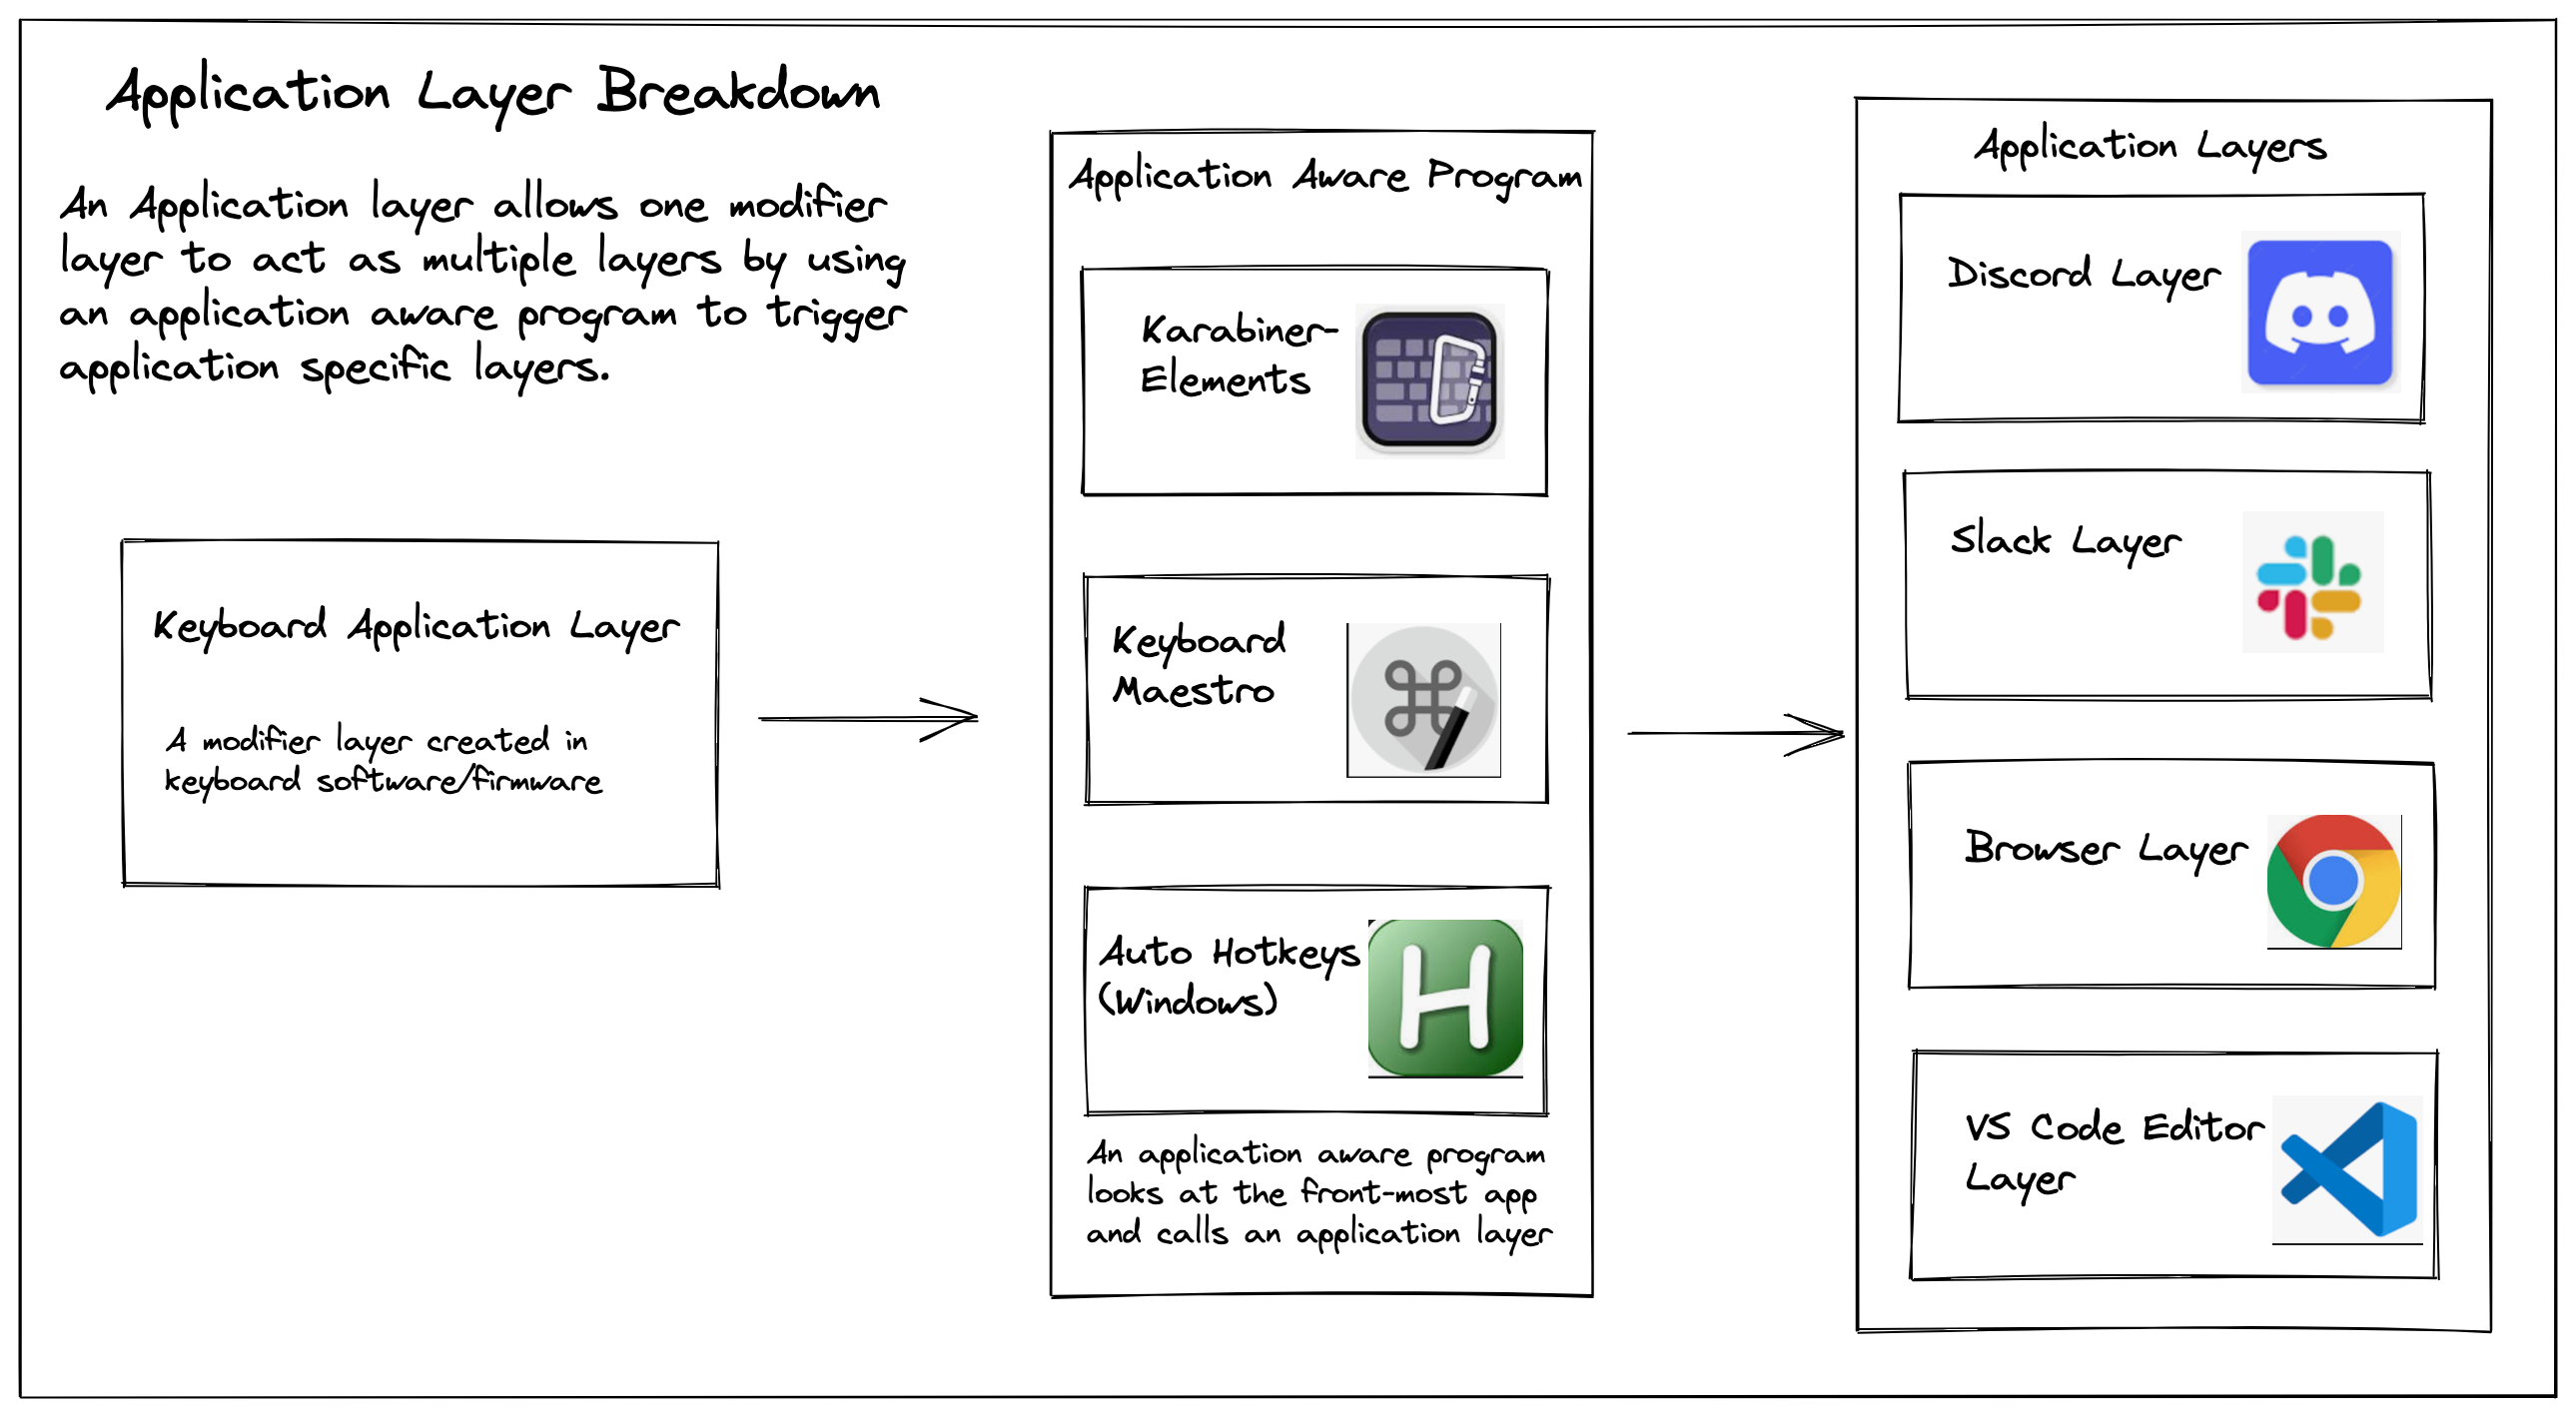 Application Layer Breakdown
An Application layer allows one modifier
layer to act as multiple layers by using
an application aware program to trigger
application specific layers.
Keyboard Application Layer
A modifier layer created in
keyboard software/firmware
Application Aware Program
Karabiner-
Elements
Keyboard
Maestro
Auto Hotkeys
(Windows)
H
An application aware program
looks at the front-most app
and calls an application layer
Application Layers
Discord Layer
Slack Layer
Browser Layer
VS Code Editor
Layer